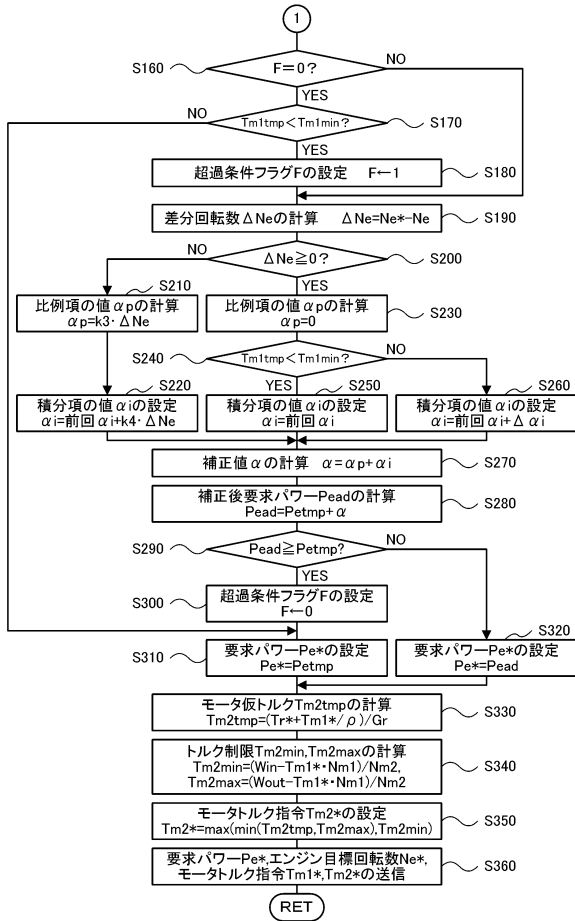 1
S160
F=0?
NO
YES
NO
Tm1tmp<Tm1min?
S170
YES
超過条件フラグFの設定 F←1
S180
差分回転数ΔNeの計算 ΔNe=Ne*-Ne
S190
NO
ΔNe≧0?
S200
S210
YES
比例項の値αpの計算
αp=k3・ΔNe
比例項の値αpの計算
αp=0
S230
S240
Tm1tmp<Tm1min?
NO
S220
YES
S250
S260
積分項の値αiの設定
αi=前回αi+k4・ΔNe
積分項の値αiの設定
αi=前回αi
積分項の値αiの設定
αi=前回αi+Δαi
補正値αの計算 α=αp+αi
S270
補正後要求パワーPeadの計算
Pead=Petmp+α
S280
S290
Pead≧Petmp?
NO
YES
S300
超過条件フラグFの設定
F←0
S310
要求パワーPe*の設定
Pe*=Petmp
S320
要求パワーPe*の設定
Pe*=Pead
モータ仮トルクTm2tmpの計算
Tm2tmp=(Tr*+Tm1*/ρ)/Gr
S330
トルク制限Tm2min,Tm2maxの計算
Tm2min=(Win-Tm1*・Nm1)/Nm2,
Tm2max=(Wout-Tm1*・Nm1)/Nm2
S340
モータトルク指令Tm2*の設定
Tm2*=max(min(Tm2tmp,Tm2max),Tm2min)
S350
要求パワーPe*,エンジン目標回転数Ne*,
モータトルク指令Tm1*,Tm2*の送信
S360
RET